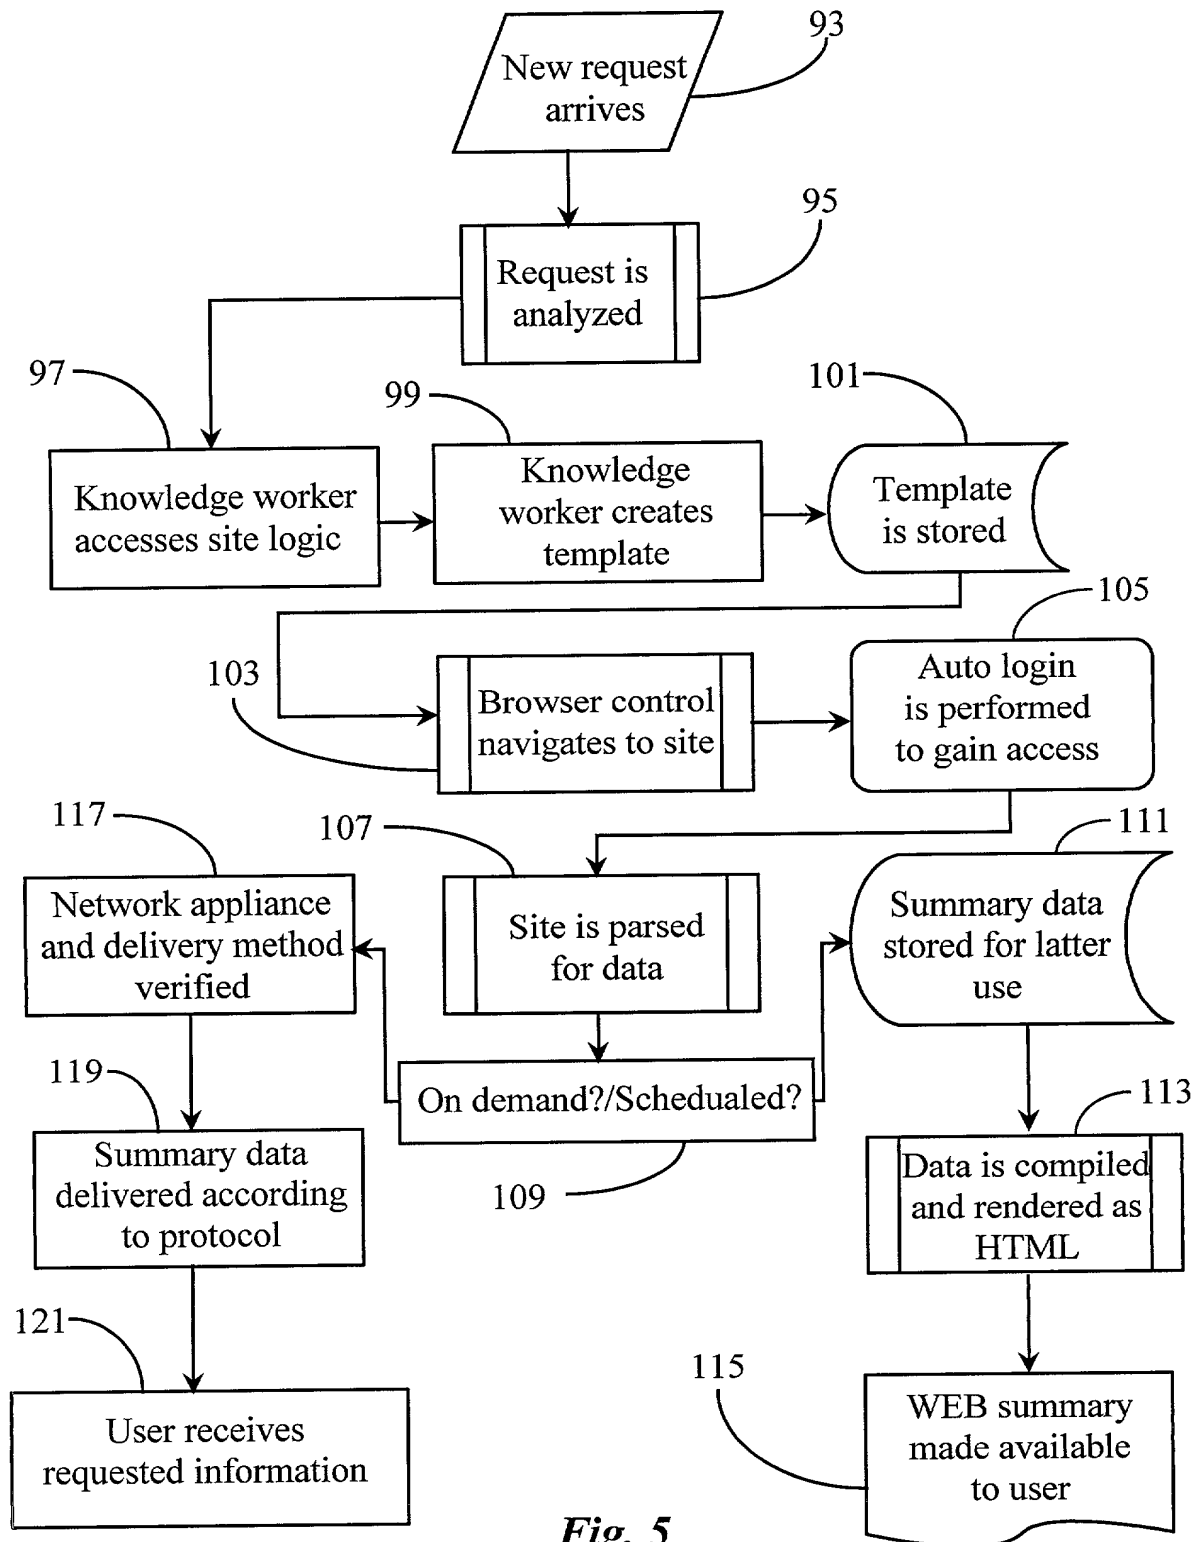 93
New request
arrives
95
Request is
analyzed
97
Knowledge worker
accesses site logic
99
Knowledge
worker creates
template
101
Template
is stored
103
Browser control
navigates to site
105
Auto login
is performed
to gain access
107
Site is parsed
for data
117
Network appliance
and delivery method
verified
111
Summary data
stored for latter
use
109
On demand?/Schedualed?
119
Summary data
delivered according
to protocol
113
Data is compiled
and rendered as
HTML
121
User receives
requested information
115
WEB summary
made available
to user
Fig. 5